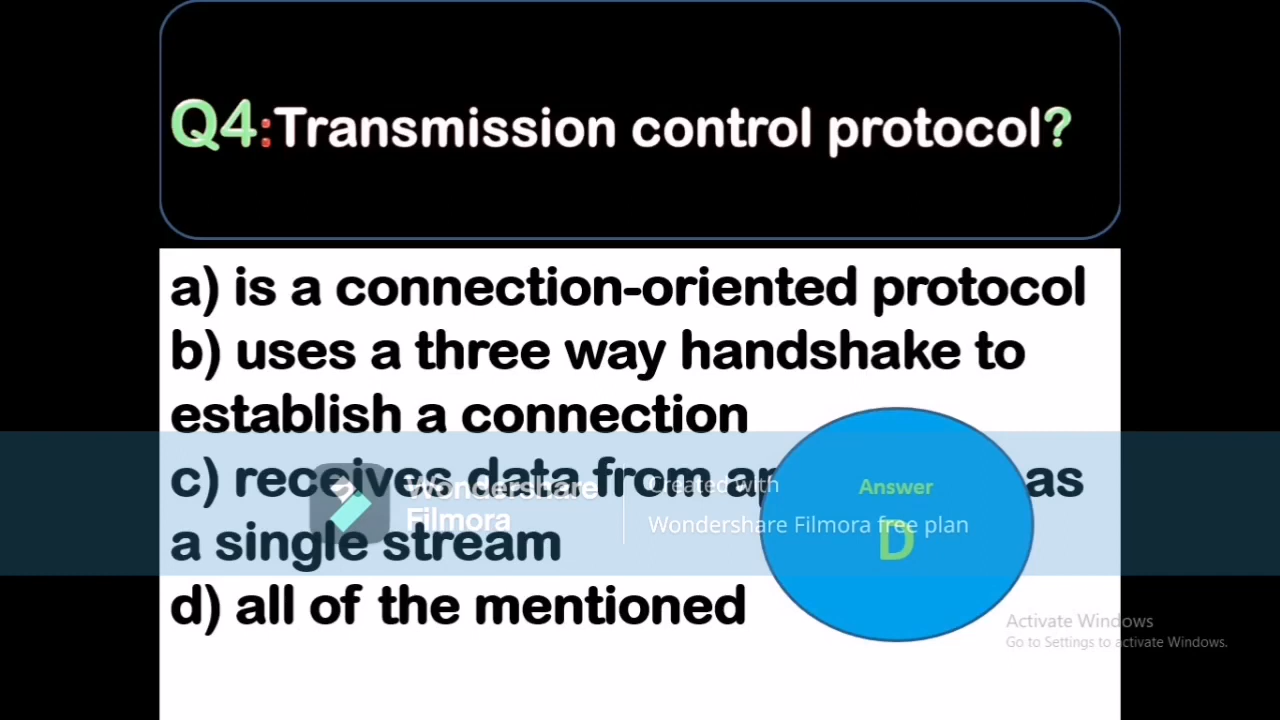 Q4:Transmission control protocol?
a) is a connection-oriented protocol
b) uses a three way handshake to
establish a connection
c) receives data from as
a single stream
d) all of the mentioned
Answer
D
Wondershare
Filmora
Created with
Wondershare Filmora free plan
Activate Windows
Go to Settings to activate Windows.